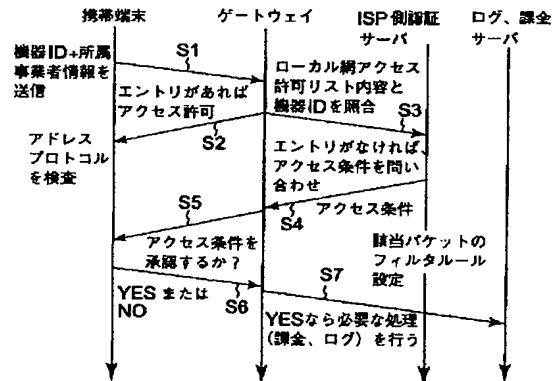 携帯端末
ゲートウェイ
ISP側認証
サーバ
ログ、課金
サーバ
機器ID+所属
事業者情報を
送信
S1
ローカル網アクセス
許可リスト内容と
機器IDを照合
エントリがあれば
アクセス許可
S2
S3
アドレス
プロトコル
を検査
エントリがなければ、
アクセス条件を問い
合わせ
S4
アクセス条件
S5
アクセス条件を
承認するか?
該当パケットの
フィルタルール
設定
YESまたは
NO
S6
S7
YESなら必要な処理
(課金、ログ)を行う